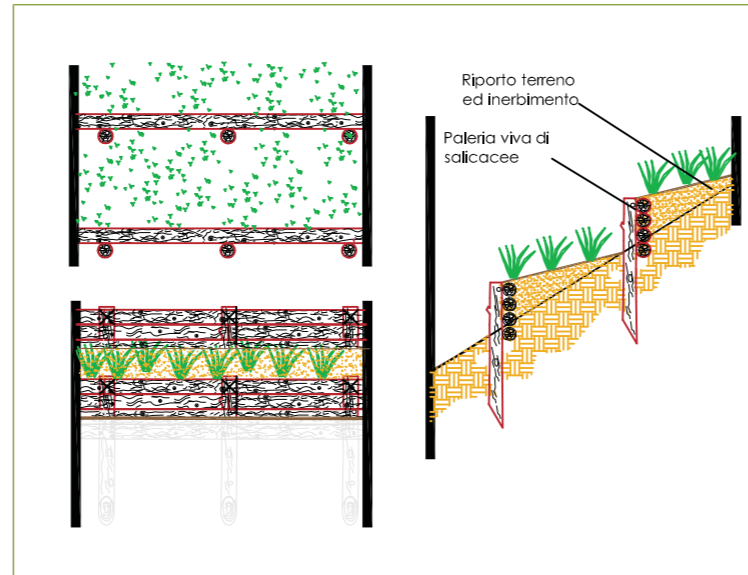 Riporto terreno
ed inerbimento
Paleria viva di
salicacee